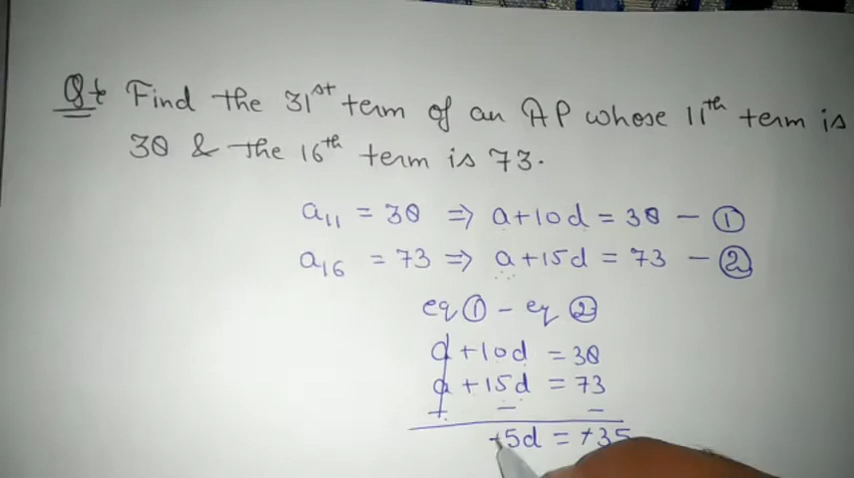 Qt Find the 31st term of an AP whose 11th term is
38 & the 16th term is 73.
a11 = 38 ⇒ a+10d = 38 - ①
a16 = 73 ⇒ a+15d = 73 - ②
eq ① - eq ②
a +10d = 38
a +15d = 73
- - -
+5d = +35